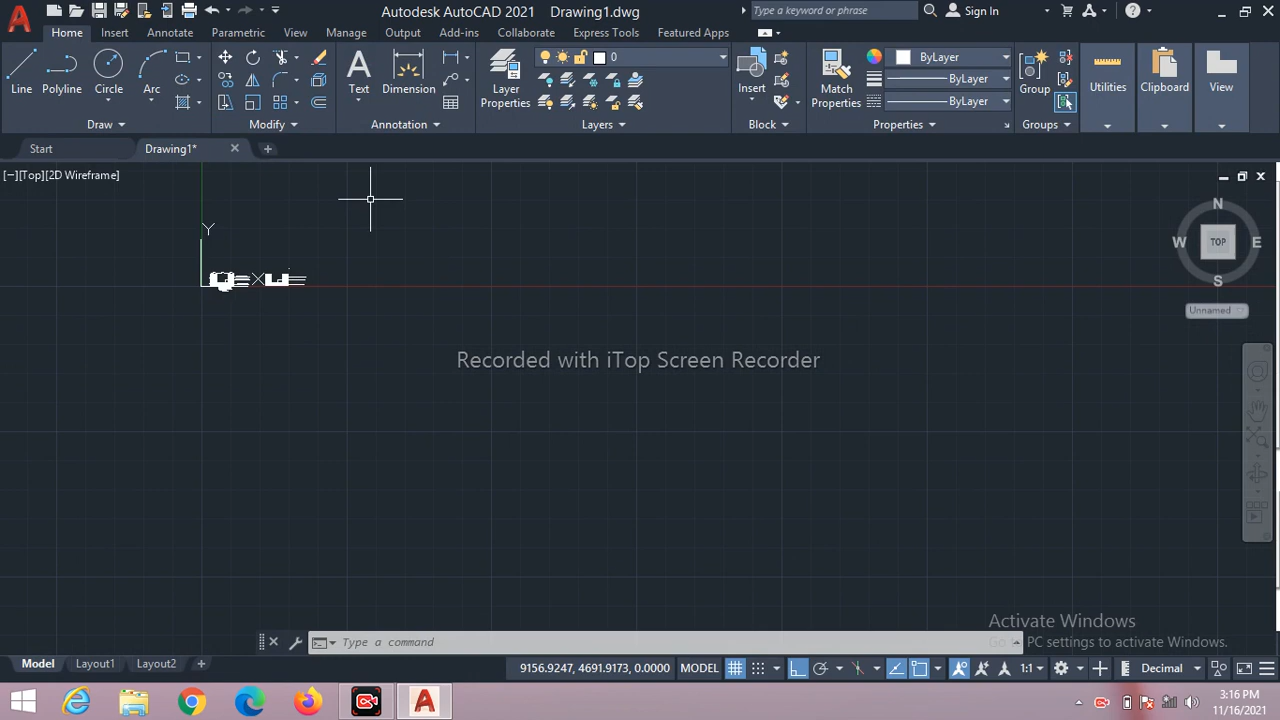 Autodesk AutoCAD 2021 Drawing1.dwg
Type a keyword or phrase
Sign In
Home Insert Annotate Parametric View Manage Output Add-ins Collaborate Express Tools Featured Apps
Line Polyline Circle Arc
Text Dimension
Layer Properties
0
Insert
Match Properties
ByLayer
ByLayer
ByLayer
Group
Utilities Clipboard View
Draw Modify Annotation Layers Block Properties Groups
Start Drawing1*
[−][Top][2D Wireframe]
N
W TOP E
S
Unnamed
Y
X
Recorded with iTop Screen Recorder
Activate Windows
Go to PC settings to activate Windows.
Type a command
Model Layout1 Layout2
9156.9247, 4691.9173, 0.0000 MODEL 1:1 Decimal
3:16 PM
11/16/2021